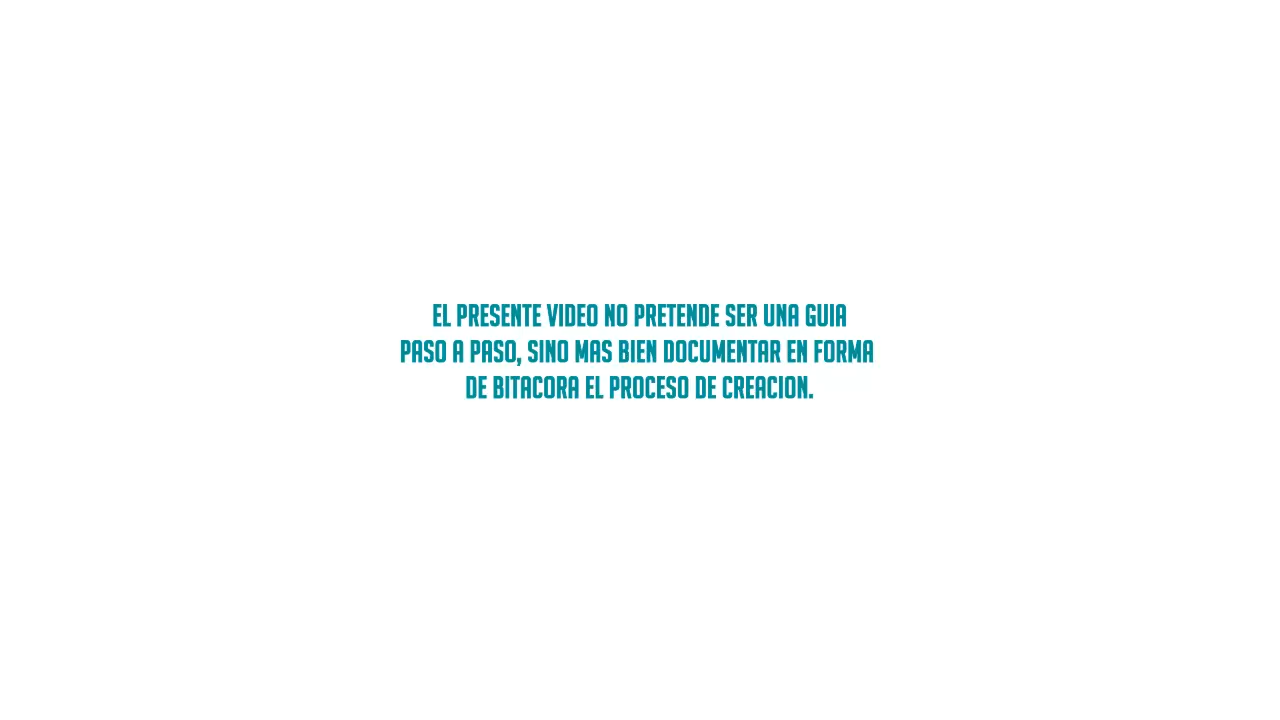 EL PRESENTE VIDEO NO PRETENDE SER UNA GUIA
PASO A PASO, SINO MAS BIEN DOCUMENTAR EN FORMA
DE BITACORA EL PROCESO DE CREACION.